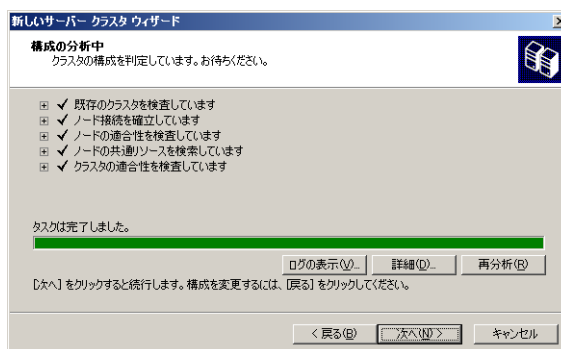 新しいサーバー クラスタ ウィザード
構成の分析中
クラスタの構成を判定しています。お待ちください。
✓ 既存のクラスタを検査しています
✓ ノード接続を確立しています
✓ ノードの適合性を検査しています
✓ ノードの共通リソースを検索しています
✓ クラスタの適合性を検査しています
タスクは完了しました。
ログの表示(V)... 詳細(D)... 再分析(R)
[次へ] をクリックすると続行します。構成を変更するには、[戻る] をクリックしてください。
< 戻る(B) 次へ(N) > キャンセル